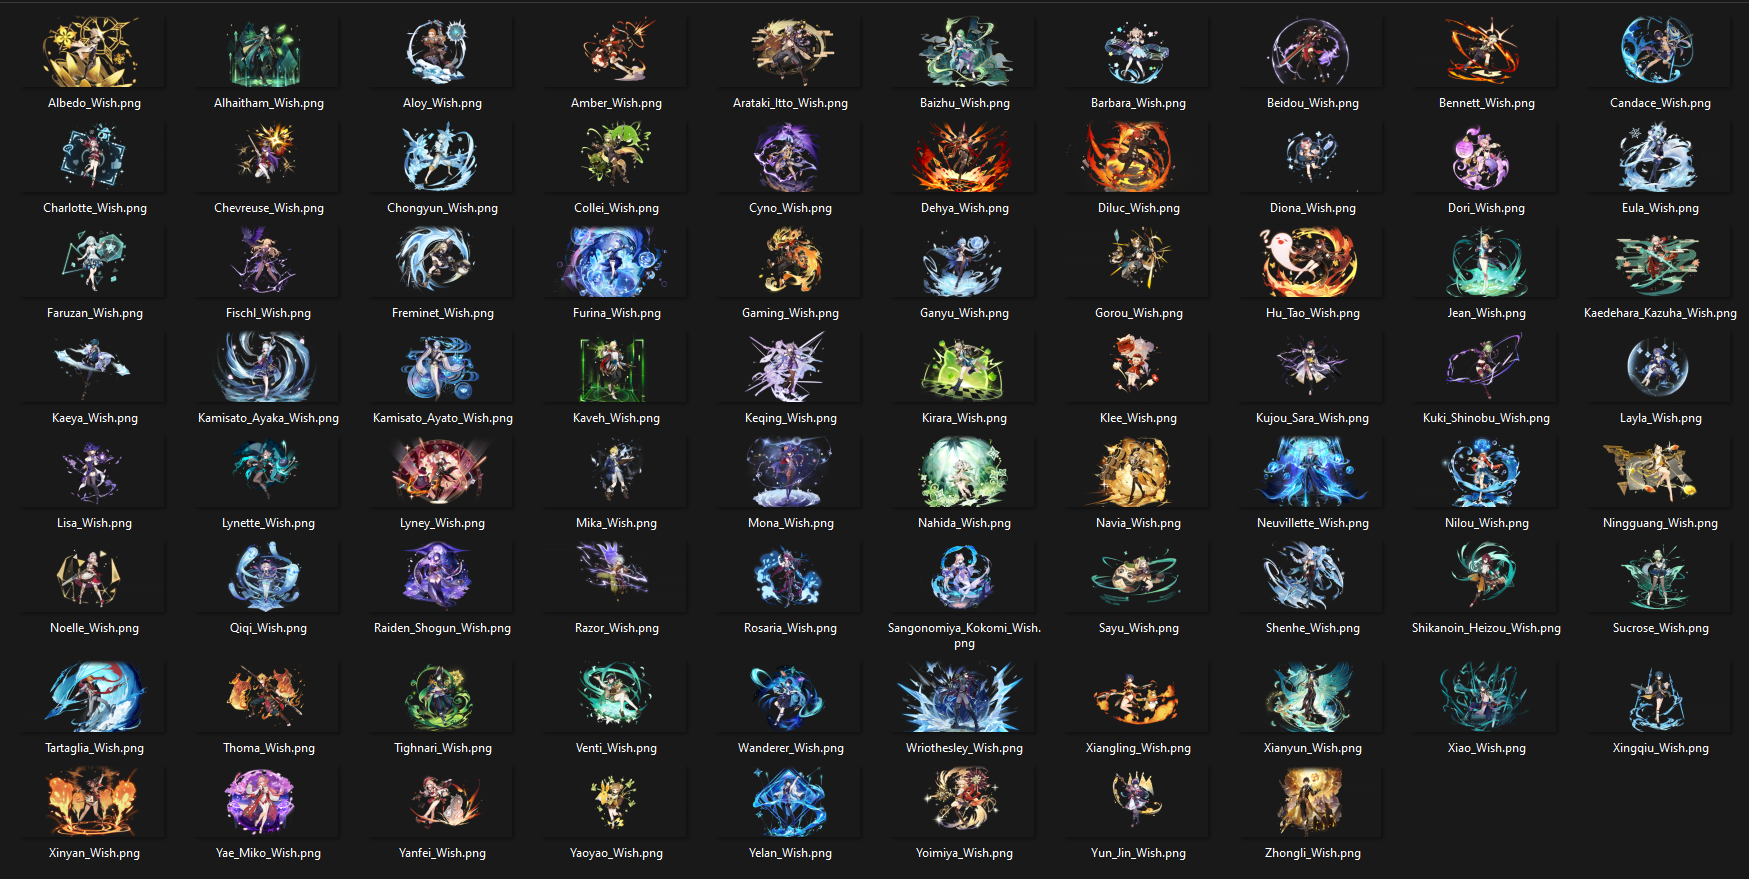 Albedo_Wish.png
Alhaitham_Wish.png
Aloy_Wish.png
Amber_Wish.png
Arataki_Itto_Wish.png
Baizhu_Wish.png
Barbara_Wish.png
Beidou_Wish.png
Bennett_Wish.png
Candace_Wish.png
Charlotte_Wish.png
Chevreuse_Wish.png
Chongyun_Wish.png
Collei_Wish.png
Cyno_Wish.png
Dehya_Wish.png
Diluc_Wish.png
Diona_Wish.png
Dori_Wish.png
Eula_Wish.png
Faruzan_Wish.png
Fischl_Wish.png
Freminet_Wish.png
Furina_Wish.png
Gaming_Wish.png
Ganyu_Wish.png
Gorou_Wish.png
Hu_Tao_Wish.png
Jean_Wish.png
Kaedehara_Kazuha_Wish.png
Kaeya_Wish.png
Kamisato_Ayaka_Wish.png
Kamisato_Ayato_Wish.png
Kaveh_Wish.png
Keqing_Wish.png
Kirara_Wish.png
Klee_Wish.png
Kujou_Sara_Wish.png
Kuki_Shinobu_Wish.png
Layla_Wish.png
Lisa_Wish.png
Lynette_Wish.png
Lyney_Wish.png
Mika_Wish.png
Mona_Wish.png
Nahida_Wish.png
Navia_Wish.png
Neuvillette_Wish.png
Nilou_Wish.png
Ningguang_Wish.png
Noelle_Wish.png
Qiqi_Wish.png
Raiden_Shogun_Wish.png
Razor_Wish.png
Rosaria_Wish.png
Sangonomiya_Kokomi_Wish.
png
Sayu_Wish.png
Shenhe_Wish.png
Shikanoin_Heizou_Wish.png
Sucrose_Wish.png
Tartaglia_Wish.png
Thoma_Wish.png
Tighnari_Wish.png
Venti_Wish.png
Wanderer_Wish.png
Wriothesley_Wish.png
Xiangling_Wish.png
Xianyun_Wish.png
Xiao_Wish.png
Xingqiu_Wish.png
Xinyan_Wish.png
Yae_Miko_Wish.png
Yanfei_Wish.png
Yaoyao_Wish.png
Yelan_Wish.png
Yoimiya_Wish.png
Yun_Jin_Wish.png
Zhongli_Wish.png